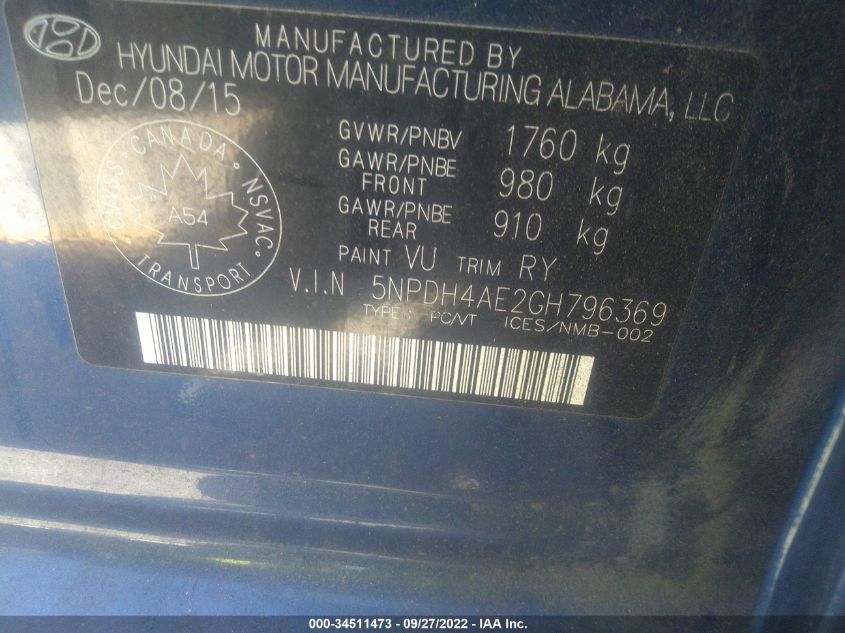 MANUFACTURED BY
HYUNDAI MOTOR MANUFACTURING ALABAMA, LLC
Dec/08/15
GVWR/PNBV 1760 kg
GAWR/PNBE FRONT 980 kg
GAWR/PNBE REAR 910 kg
PAINT VU TRIM RY
CANADA
NSVAC
A54
TRANSPORT
V.I.N 5NPDH4AE2GH796369
TYPE : PC/VT ICES/NMB-002
000-34511473 - 09/27/2022 - IAA Inc.